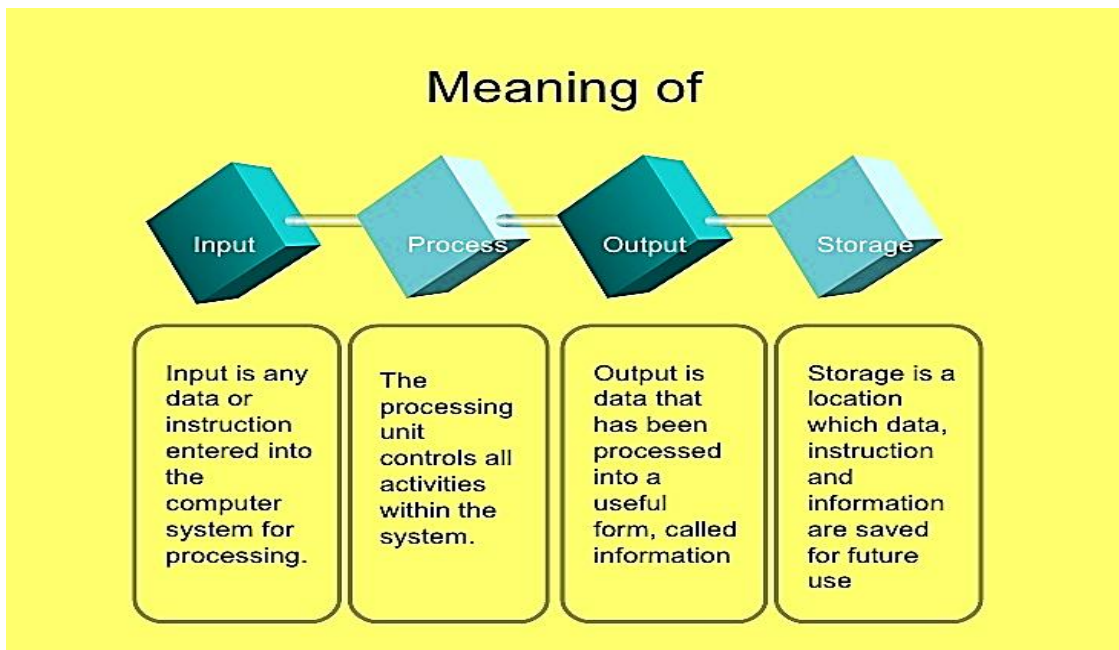 Meaning of
Input
Process
Output
Storage
Input is any
data or
instruction
entered into
the
computer
system for
processing.
The
processing
unit
controls all
activities
within the
system.
Output is
data that
has been
processed
into a
useful
form, called
information
Storage is a
location
which data,
instruction
and
information
are saved
for future
use